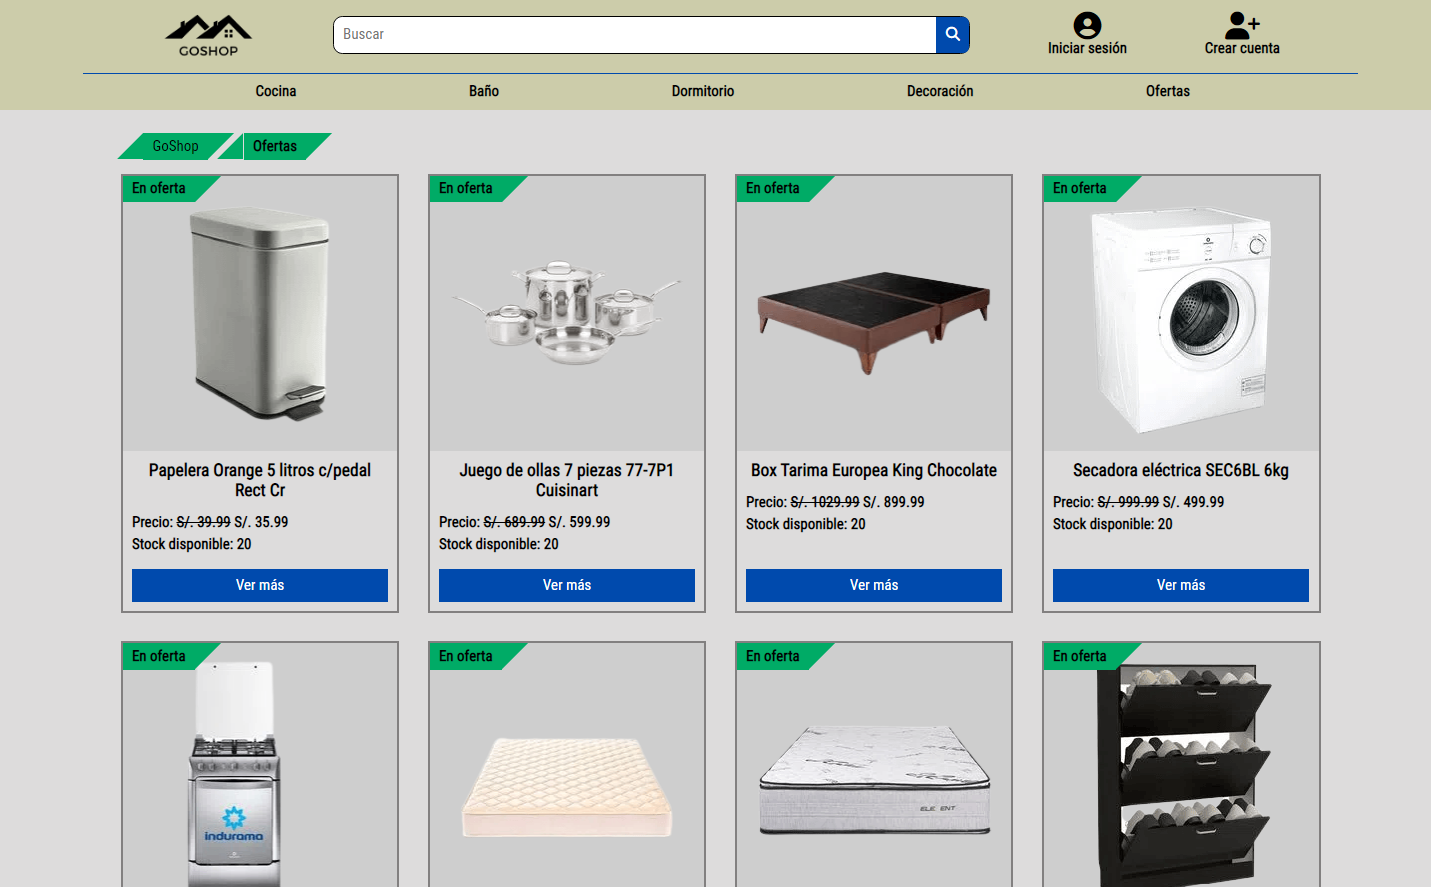 GOSHOP
Buscar
Iniciar sesión
Crear cuenta
Cocina
Baño
Dormitorio
Decoración
Ofertas
GoShop
Ofertas
En oferta
Papelera Orange 5 litros c/pedal
Rect Cr
Precio: S/. 39.99 S/. 35.99
Stock disponible: 20
Ver más
En oferta
Juego de ollas 7 piezas 77-7P1
Cuisinart
Precio: S/. 689.99 S/. 599.99
Stock disponible: 20
Ver más
En oferta
Box Tarima Europea King Chocolate
Precio: S/. 1029.99 S/. 899.99
Stock disponible: 20
Ver más
En oferta
Secadora eléctrica SEC6BL 6kg
Precio: S/. 999.99 S/. 499.99
Stock disponible: 20
Ver más
En oferta
indurama
En oferta
En oferta
En oferta